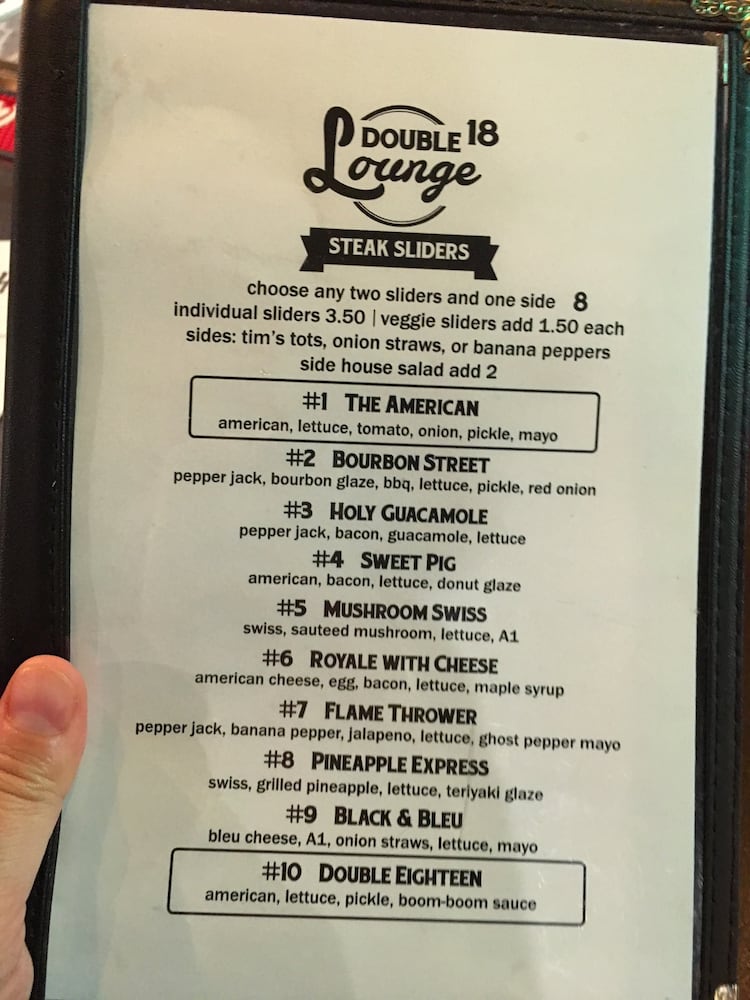 DOUBLE 18
Lounge
STEAK SLIDERS
choose any two sliders and one side 8
individual sliders 3.50 | veggie sliders add 1.50 each
sides: tim's tots, onion straws, or banana peppers
side house salad add 2
#1 THE AMERICAN
american, lettuce, tomato, onion, pickle, mayo
#2 BOURBON STREET
pepper jack, bourbon glaze, bbq, lettuce, pickle, red onion
#3 HOLY GUACAMOLE
pepper jack, bacon, guacamole, lettuce
#4 SWEET PIG
american, bacon, lettuce, donut glaze
#5 MUSHROOM SWISS
swiss, sauteed mushroom, lettuce, A1
#6 ROYALE WITH CHEESE
american cheese, egg, bacon, lettuce, maple syrup
#7 FLAME THROWER
pepper jack, banana pepper, jalapeno, lettuce, ghost pepper mayo
#8 PINEAPPLE EXPRESS
swiss, grilled pineapple, lettuce, teriyaki glaze
#9 BLACK & BLEU
bleu cheese, A1, onion straws, lettuce, mayo
#10 DOUBLE EIGHTEEN
american, lettuce, pickle, boom-boom sauce